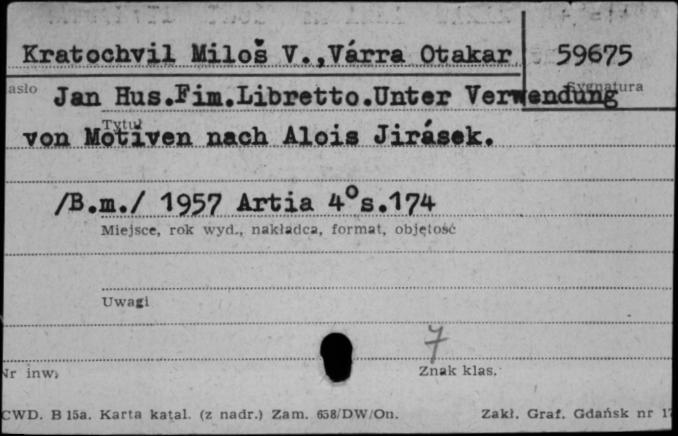 Kratochvil Miloš V.,Várra Otakar 59675
asło Jan Hus.Fim.Libretto.Unter Verwendung Sygnatura
Tytuł
von Motiven nach Alois Jirásek.
/B.m./ 1957 Artia 4°s.174
Miejsce, rok wyd., nakładca, format, objętość
Uwagi
7
Nr inw. Znak klas.
CWD. B 15a. Karta katal. (z nadr.) Zam. 658/DW/On. Zakł. Graf. Gdańsk nr 17